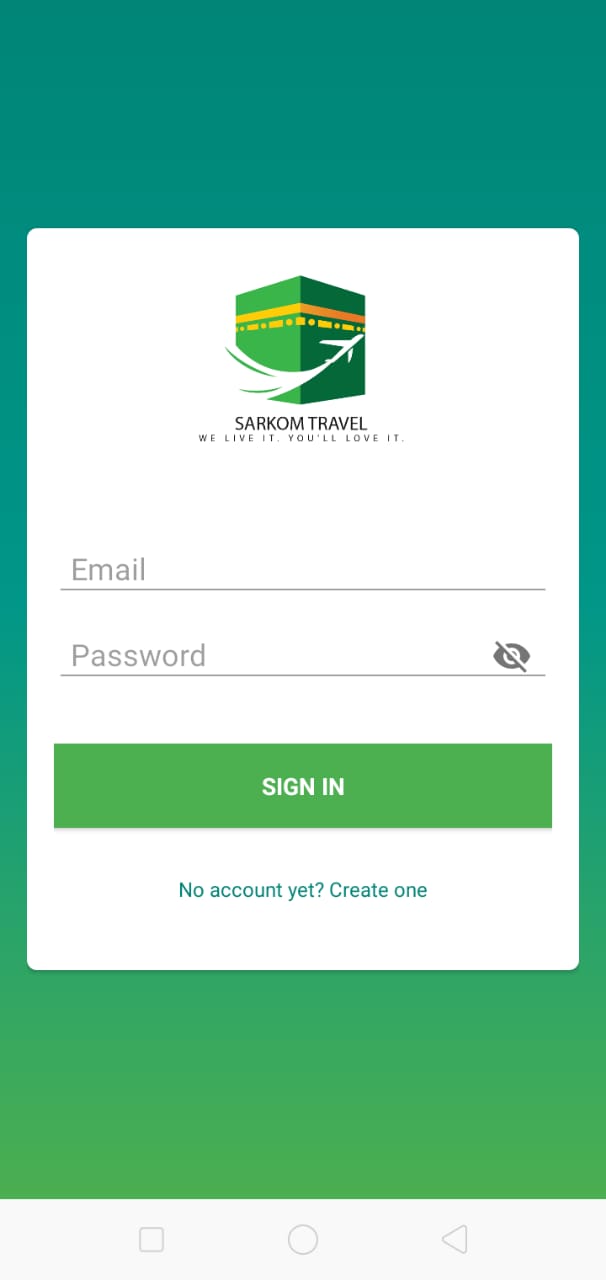 SARKOM TRAVEL
WE LIVE IT. YOU'LL LOVE IT.
Email
Password
SIGN IN
No account yet? Create one